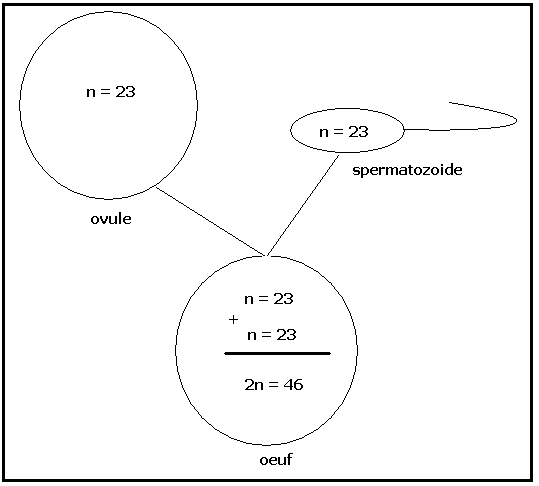 n = 23
ovule
n = 23
spermatozoide
n = 23
+
n = 23
2n = 46
oeuf